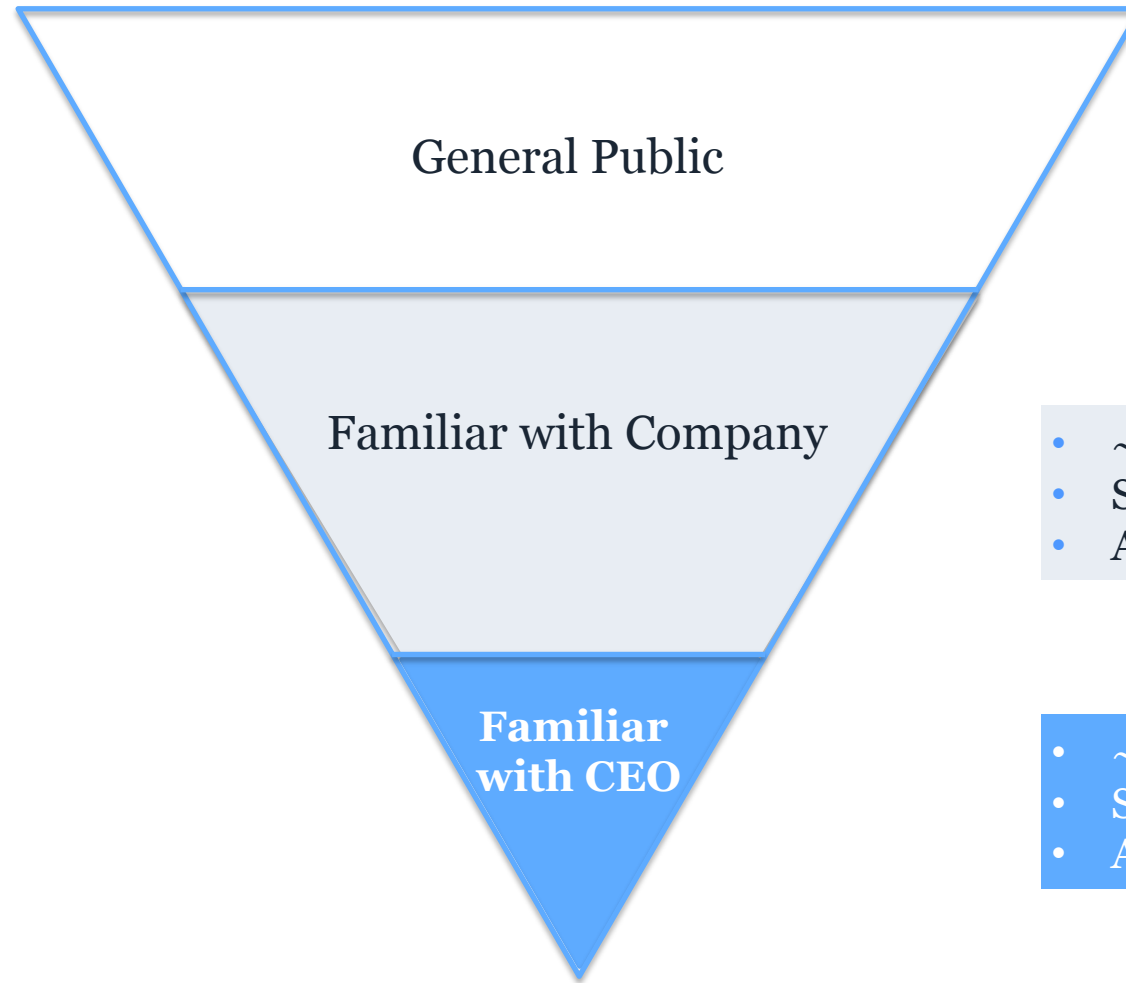 General Public
Familiar with Company
• ~
• S
• A
Familiar
with CEO
• ~
• S
• A